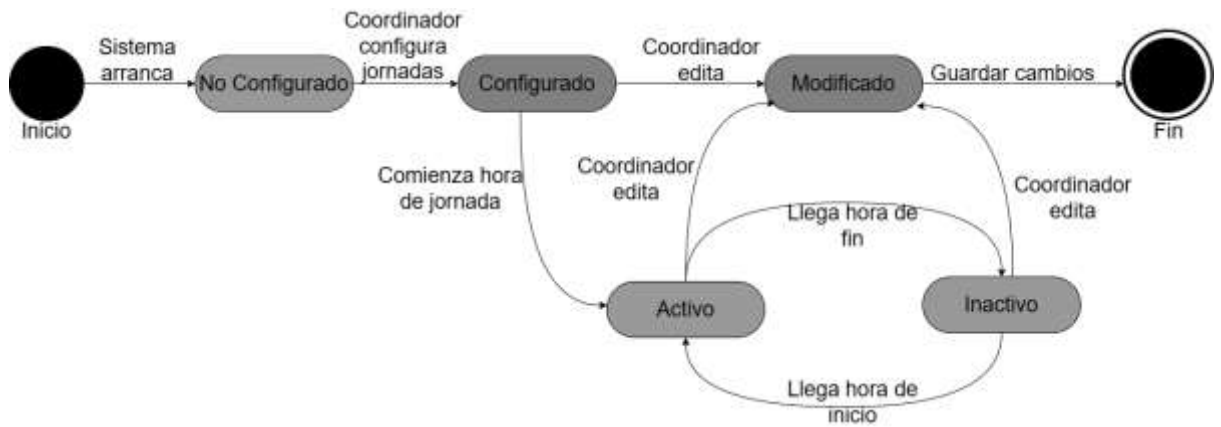 Sistema
arranca
Inicio
No Configurado
Coordinador
configura
jornadas
Configurado
Coordinador
edita
Modificado
Guardar cambios
Fin
Comienza hora
de jornada
Coordinador
edita
Llega hora de
fin
Coordinador
edita
Activo
Inactivo
Llega hora de
inicio